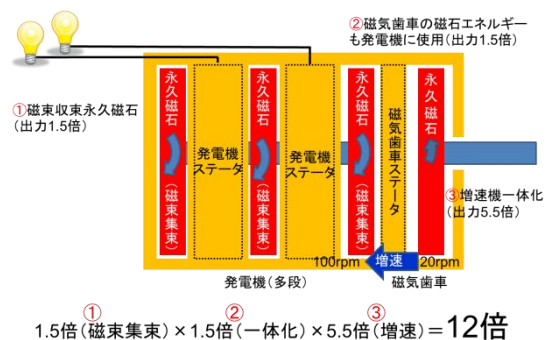 ②磁気歯車の磁石エネルギー
も発電機に使用(出力1.5倍)
①磁束収束永久磁石
(出力1.5倍)
永久磁石
(磁束集束)
発電機
ステータ
永久磁石
(磁束集束)
発電機
ステータ
永久磁石
(磁束集束)
磁気歯車ステータ
永久磁石
③増速機一体化
(出力5.5倍)
100rpm
増速
20rpm
発電機(多段)
磁気歯車
① ② ③
1.5倍(磁束集束)×1.5倍(一体化)×5.5倍(増速)=12倍